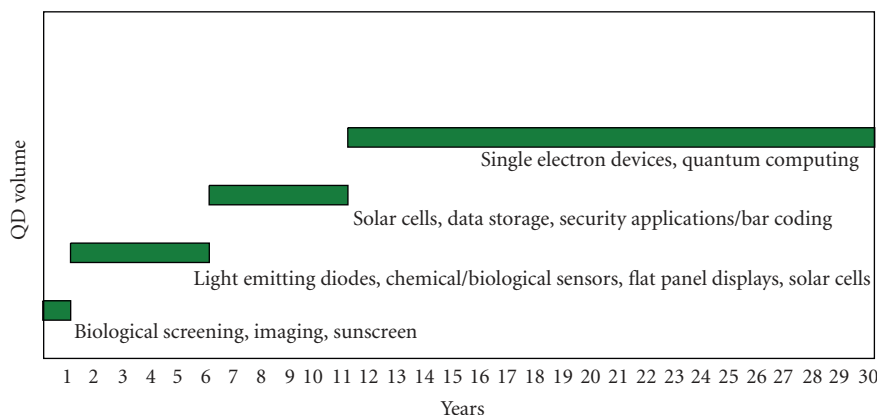 QD volume
Single electron devices, quantum computing
Solar cells, data storage, security applications/bar coding
Light emitting diodes, chemical/biological sensors, flat panel displays, solar cells
Biological screening, imaging, sunscreen
1 2 3 4 5 6 7 8 9 10 11 12 13 14 15 16 17 18 19 20 21 22 23 24 25 26 27 28 29 30
Years